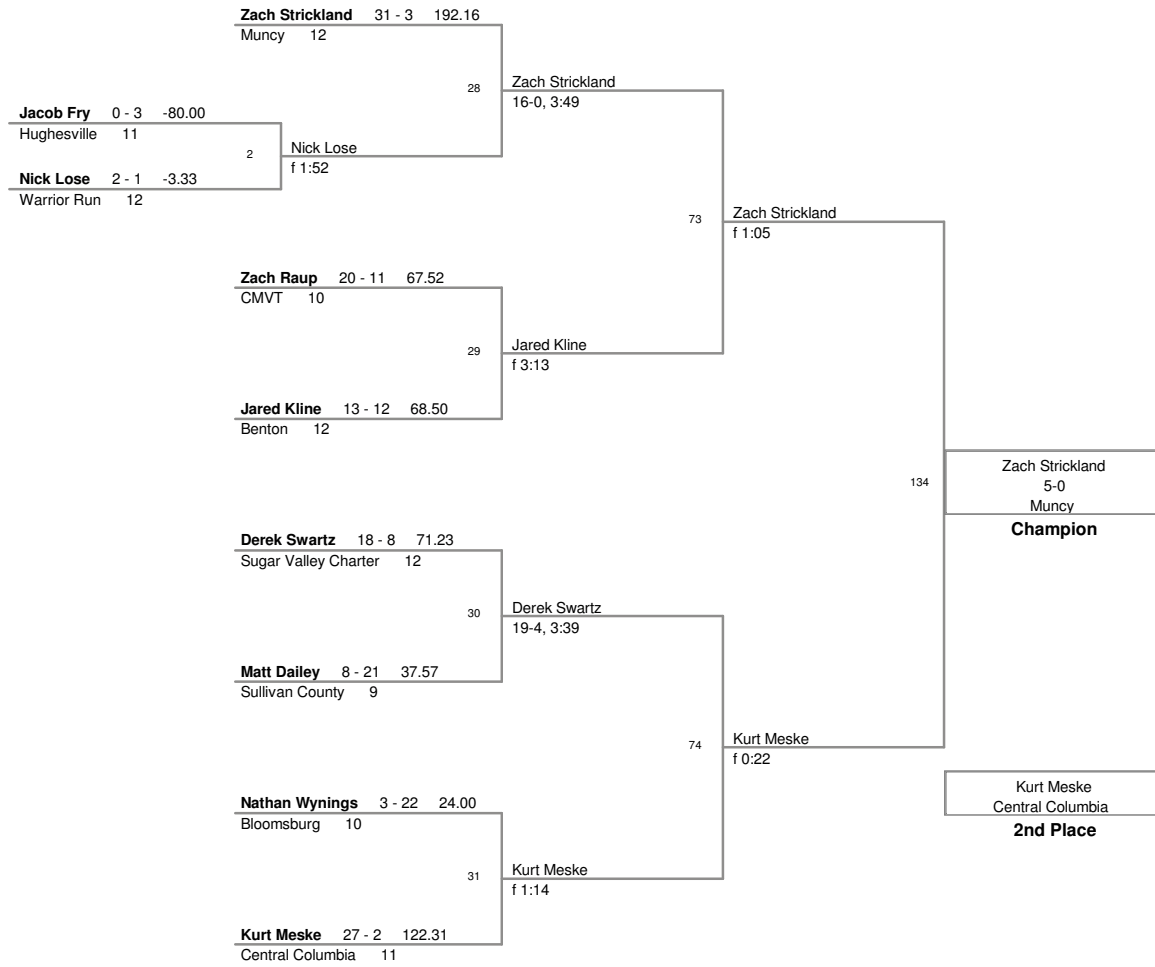 Zach Strickland 31 - 3 192.16
Muncy 12
28
Zach Strickland
16-0, 3:49
Jacob Fry 0 - 3 -80.00
Hughesville 11
2
Nick Lose
f 1:52
Nick Lose 2 - 1 -3.33
Warrior Run 12
73
Zach Strickland
f 1:05
Zach Raup 20 - 11 67.52
CMVT 10
29
Jared Kline
f 3:13
Jared Kline 13 - 12 68.50
Benton 12
134
Zach Strickland
5-0
Muncy
Champion
Derek Swartz 18 - 8 71.23
Sugar Valley Charter 12
30
Derek Swartz
19-4, 3:39
Matt Dailey 8 - 21 37.57
Sullivan County 9
74
Kurt Meske
f 0:22
Nathan Wynings 3 - 22 24.00
Bloomsburg 10
31
Kurt Meske
f 1:14
Kurt Meske 27 - 2 122.31
Central Columbia 11
Kurt Meske
Central Columbia
2nd Place